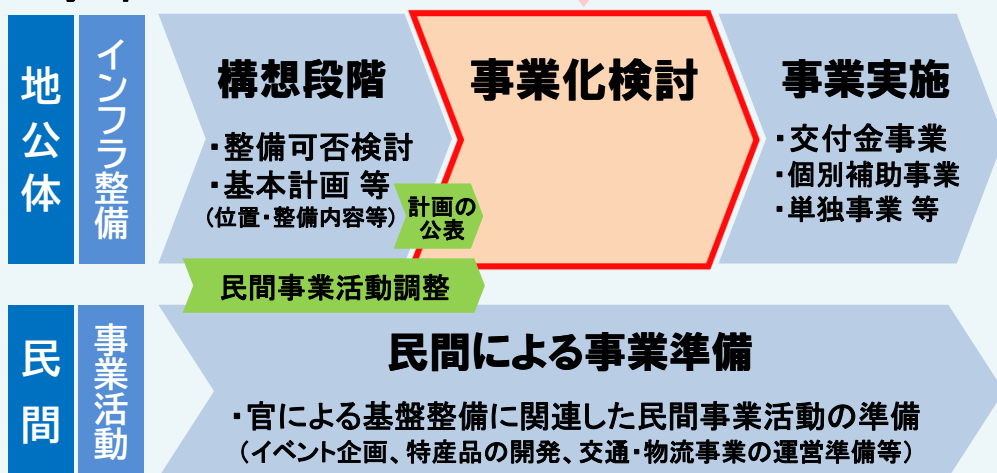 地公体
インフラ整備
構想段階
・整備可否検討
・基本計画 等
(位置・整備内容等)
計画の
公表
事業化検討
事業実施
・交付金事業
・個別補助事業
・単独事業 等
民間事業活動調整
民間
事業活動
民間による事業準備
・官による基盤整備に関連した民間事業活動の準備
(イベント企画、特産品の開発、交通・物流事業の運営準備等)